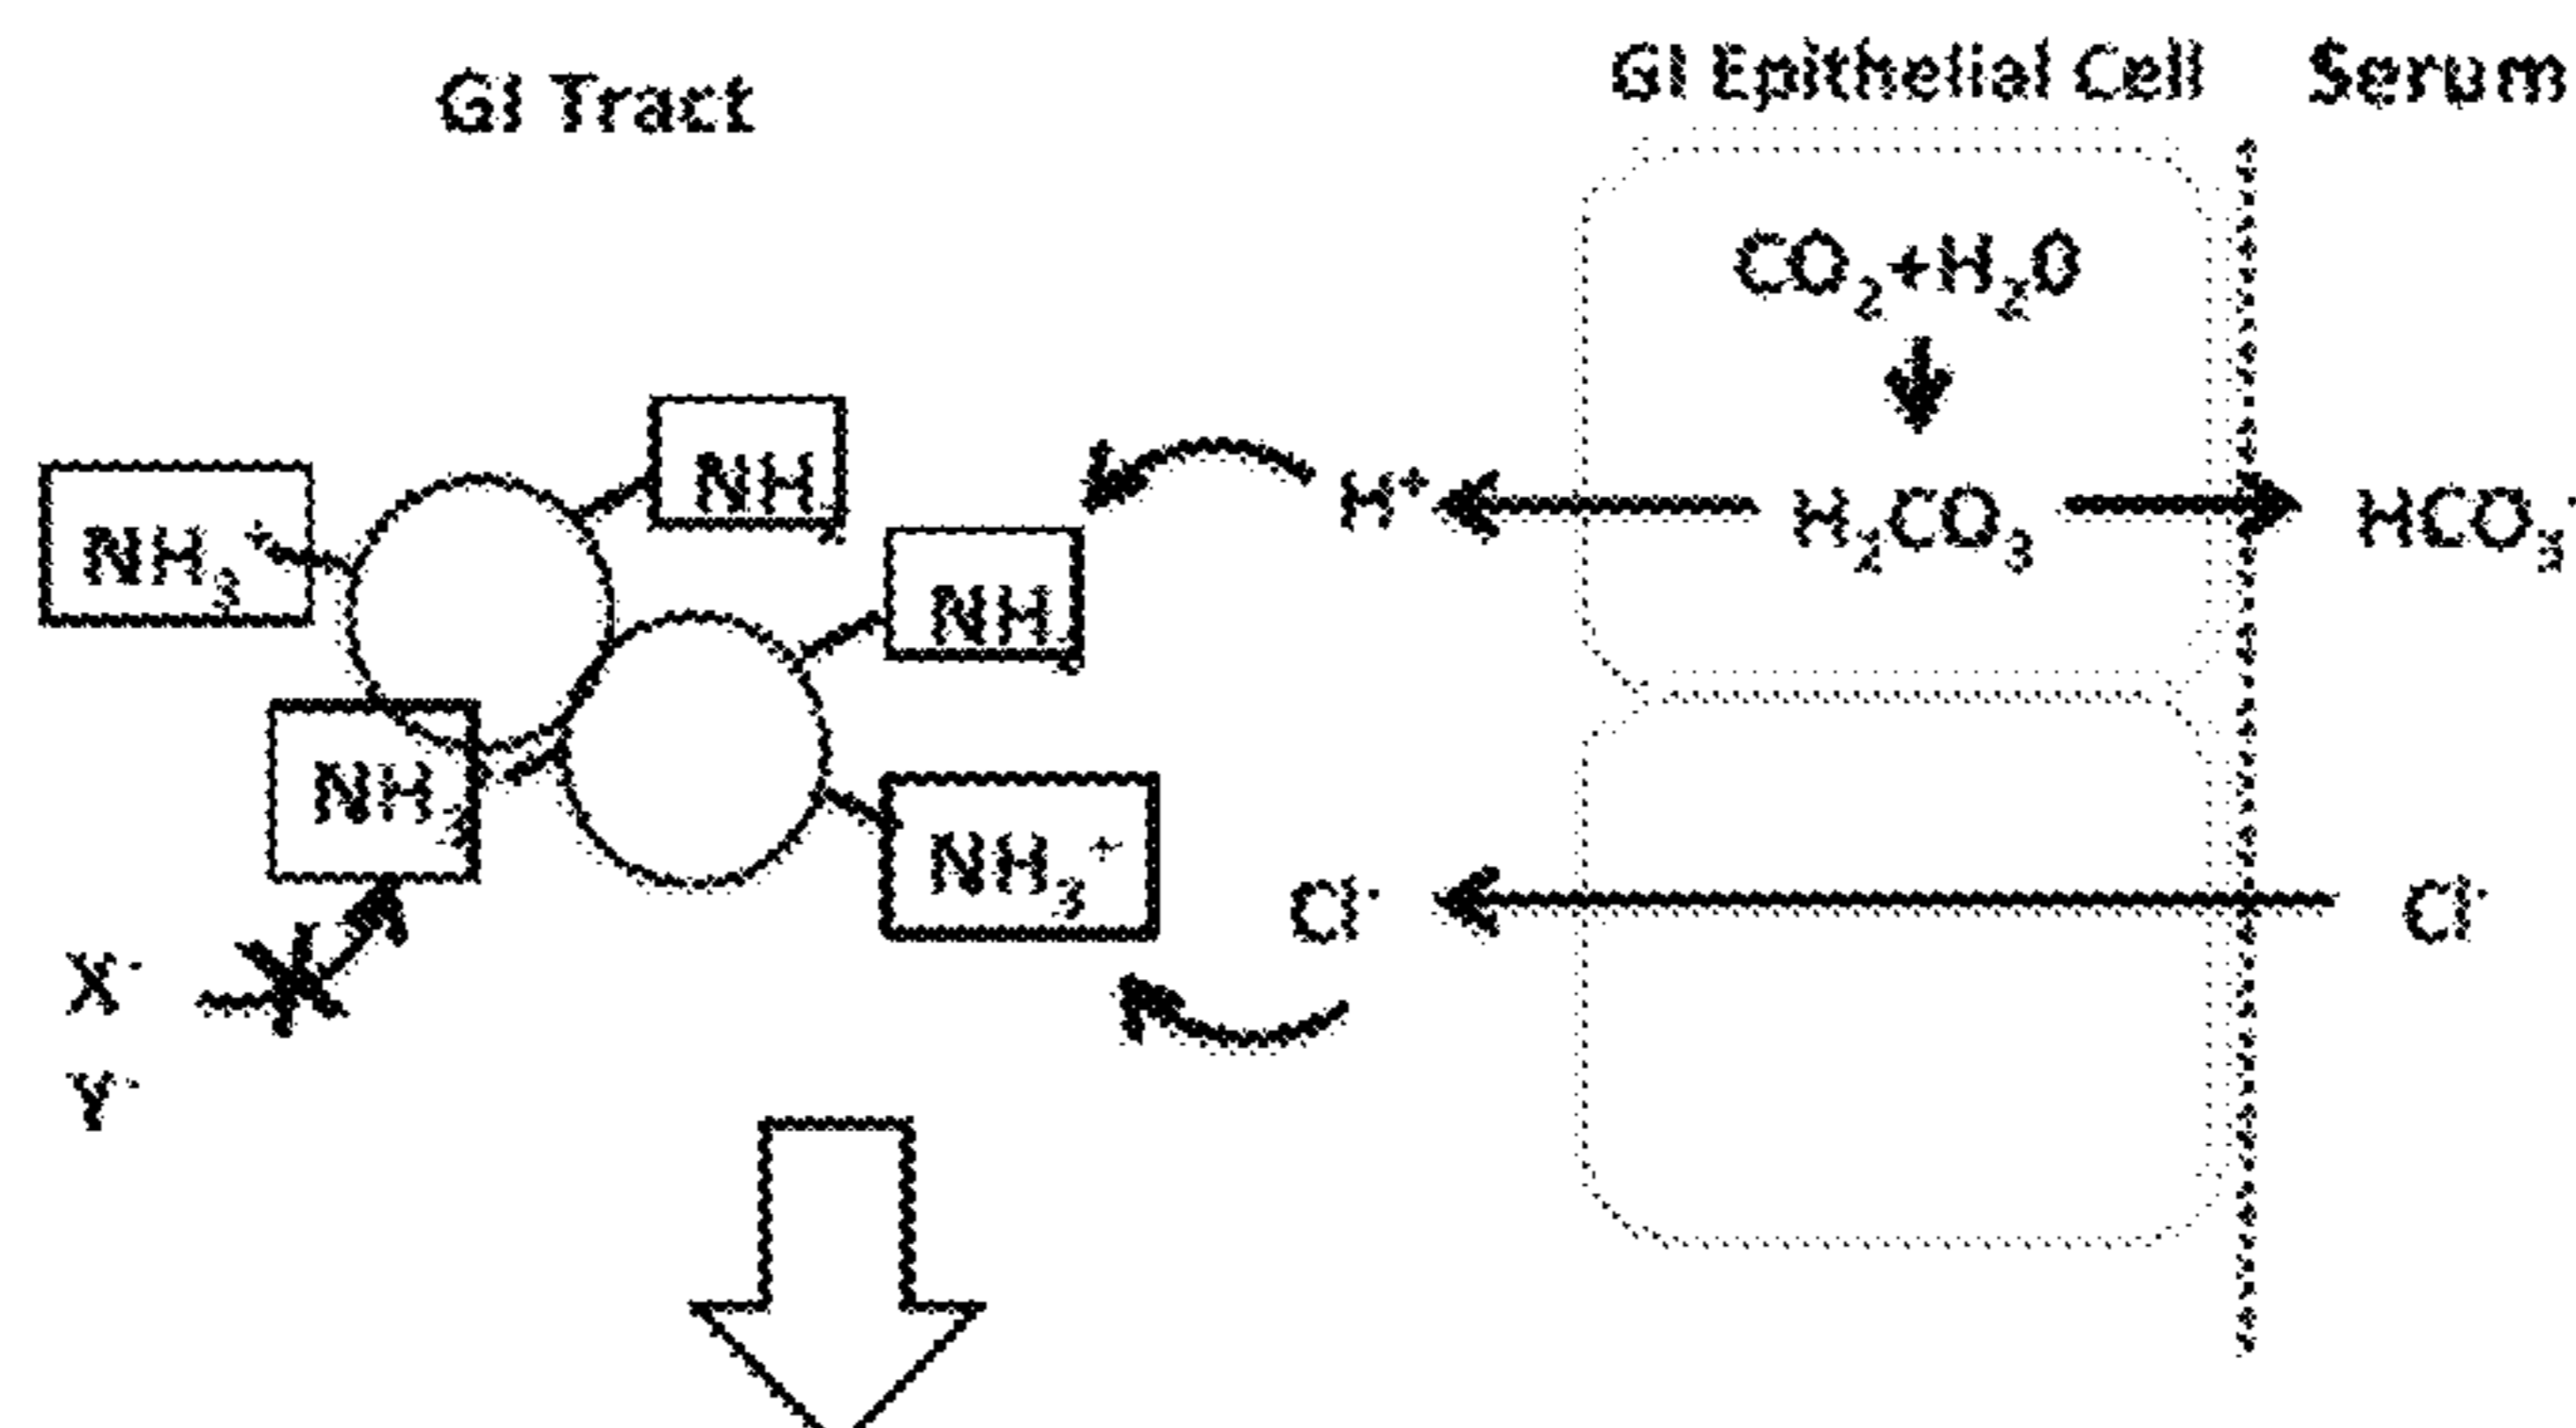 GI Tract
GI Epithelial Cell
Serum
CO₂+H₂O
NH₂
NH₃⁺
H⁺
H₂CO₃
HCO₃⁻
NH₂
NH₂
NH₃⁺
Cl⁻
Cl⁻
X⁻
Y⁻